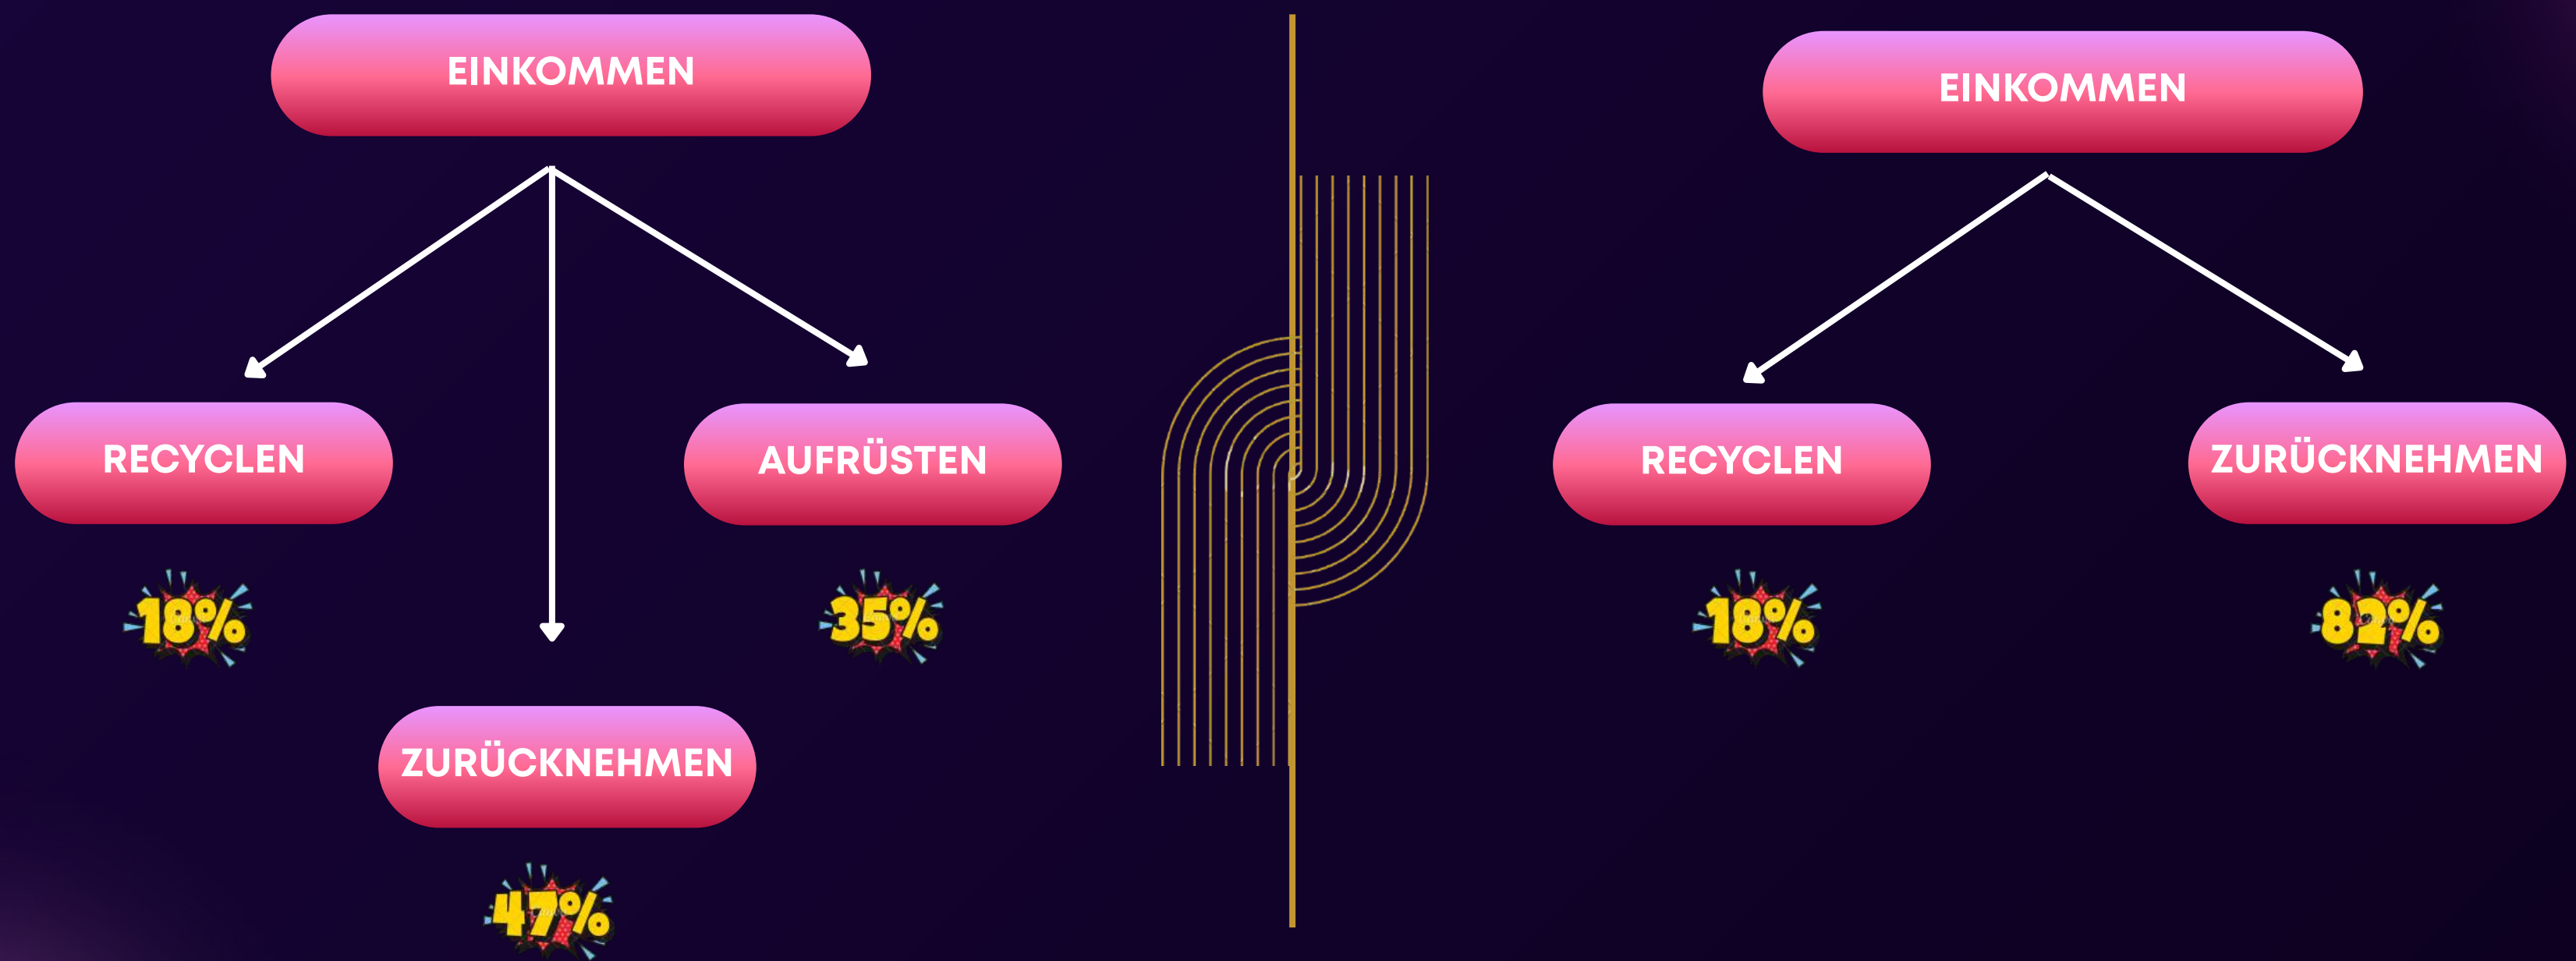 EINKOMMEN
RECYCLEN
AUFRÜSTEN
18%
35%
ZURÜCKNEHMEN
47%
EINKOMMEN
RECYCLEN
ZURÜCKNEHMEN
18%
82%